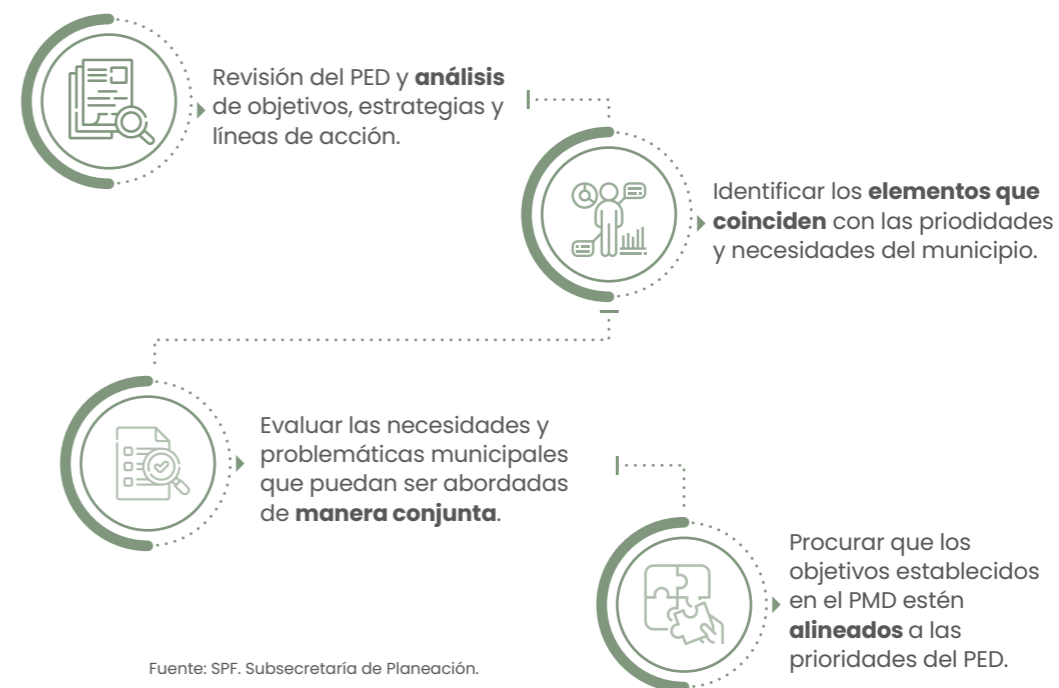 Revisión del PED y análisis
de objetivos, estrategias y
líneas de acción.
Identificar los elementos que
coinciden con las priodidades
y necesidades del municipio.
Evaluar las necesidades y
problemáticas municipales
que puedan ser abordadas
de manera conjunta.
Procurar que los
objetivos establecidos
en el PMD estén
alineados a las
prioridades del PED.
Fuente: SPF. Subsecretaría de Planeación.